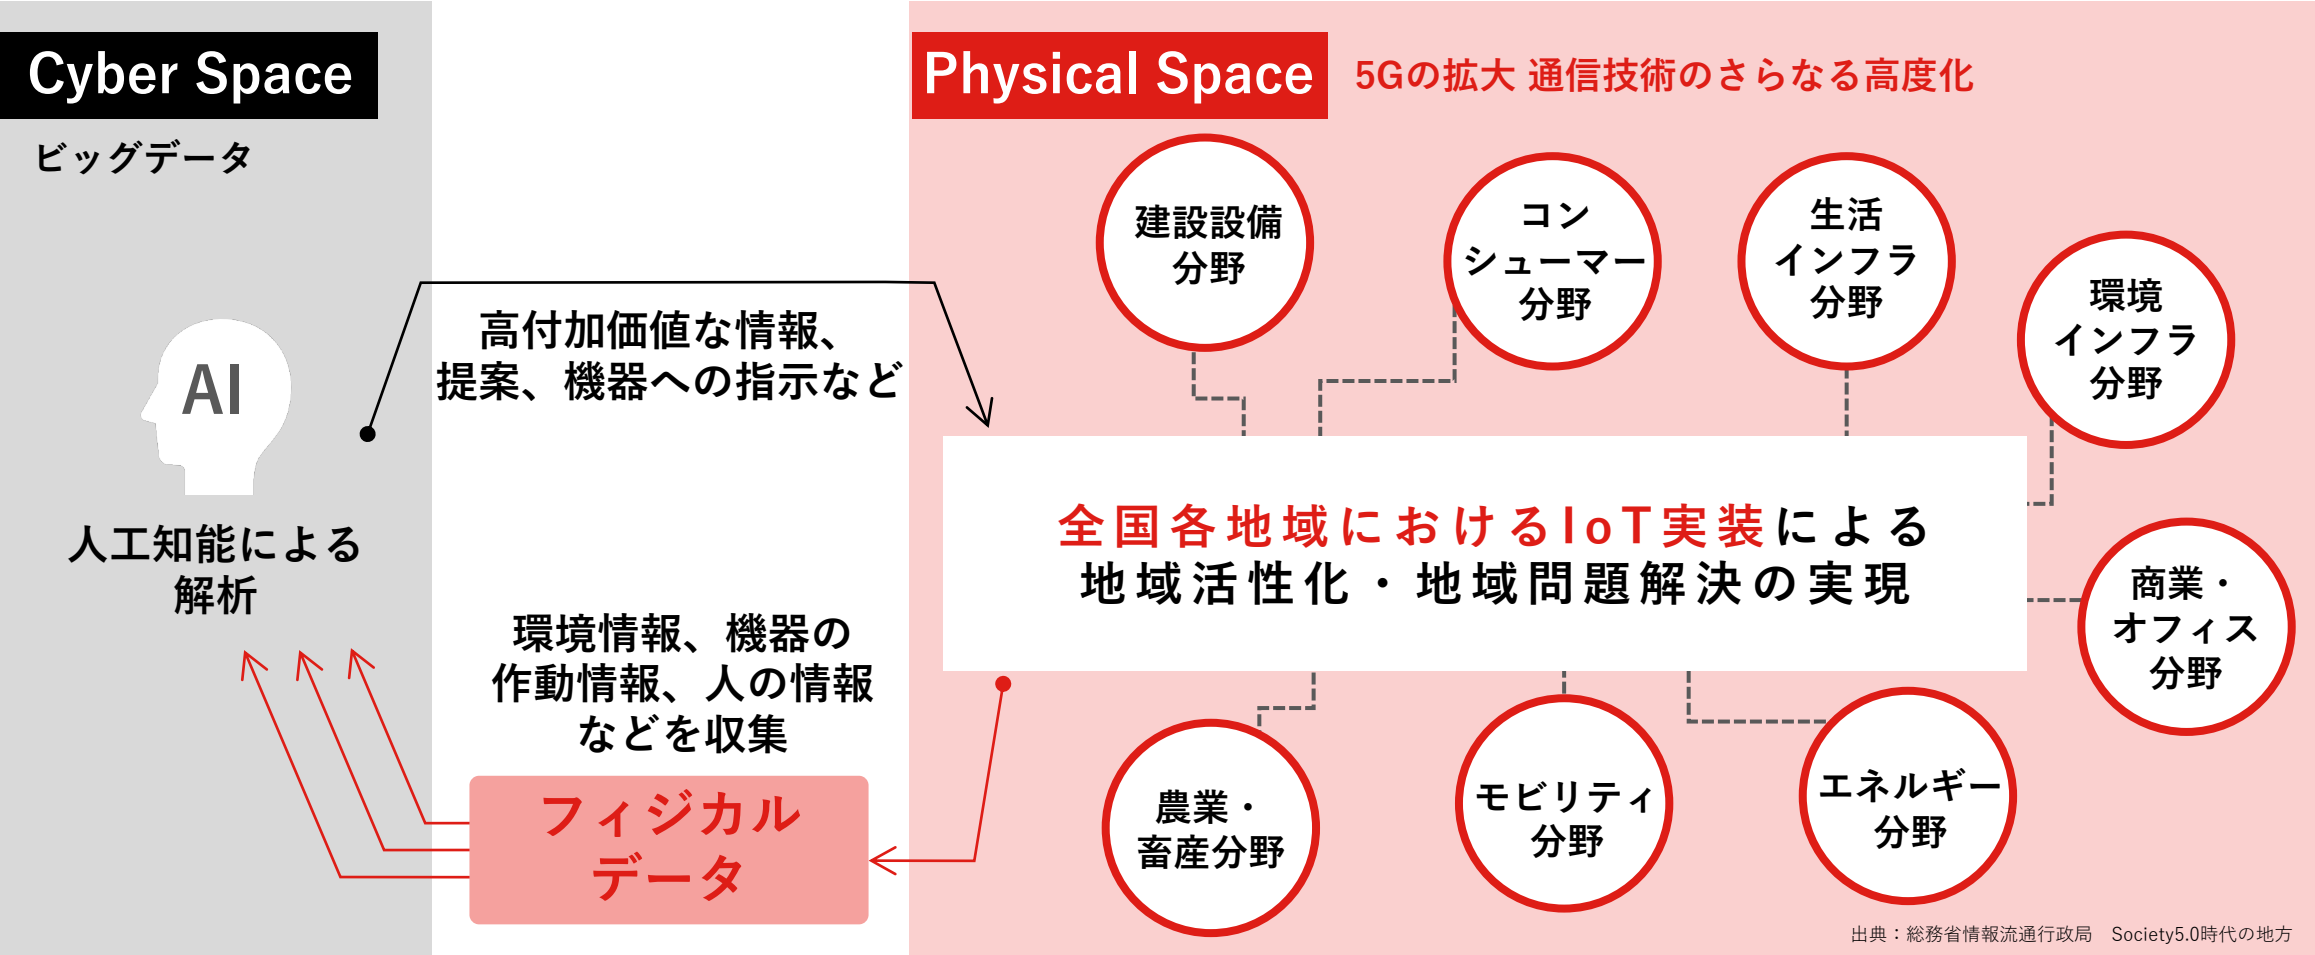 Cyber Space
ビッグデータ
AI
人工知能による
解析
高付加価値な情報、
提案、機器への指示など
環境情報、機器の
作動情報、人の情報
などを収集
フィジカル
データ
Physical Space
5Gの拡大 通信技術のさらなる高度化
建設設備
分野
コン
シューマー
分野
生活
インフラ
分野
環境
インフラ
分野
全国各地域におけるIoT実装による
地域活性化・地域問題解決の実現
商業・
オフィス
分野
農業・
畜産分野
モビリティ
分野
エネルギー
分野
出典：総務省情報流通行政局　Society5.0時代の地方